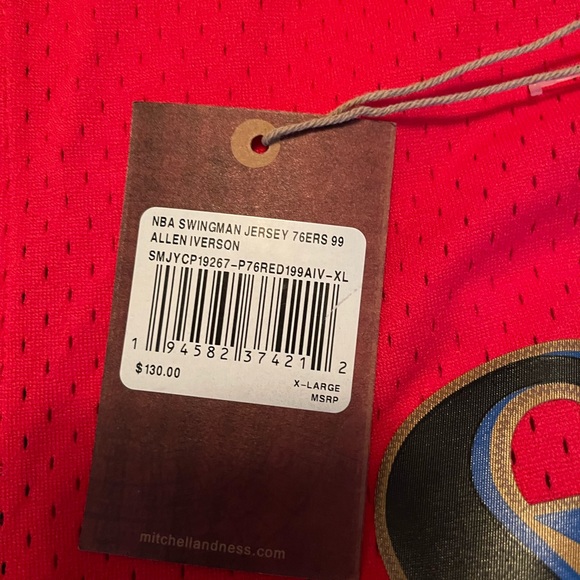 NBA SWINGMAN JERSEY 76ERS 99
ALLEN IVERSON
SMJYCP19267-P76RED199AIV-XL
1 94582 37421 2
$130.00
X-LARGE
MSRP
mitchellandness.com